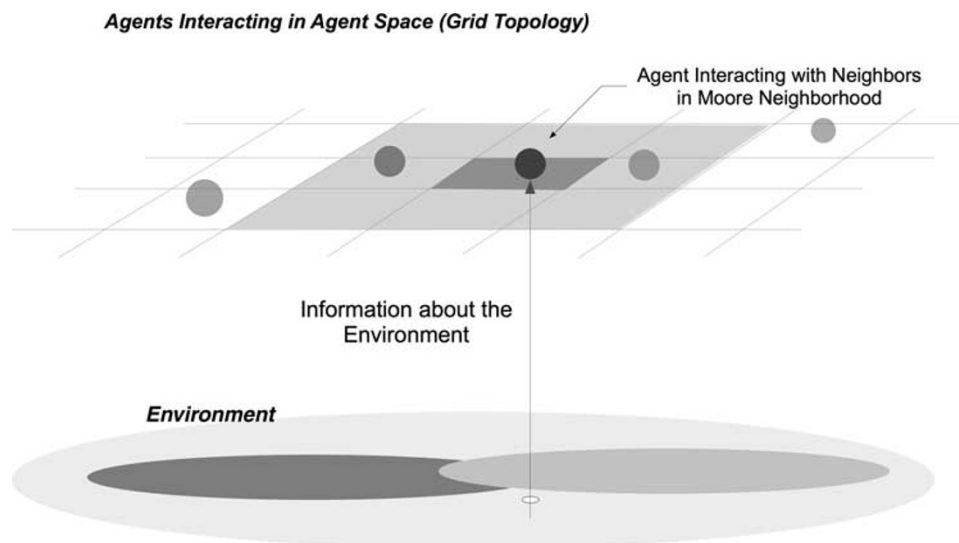 Agents Interacting in Agent Space (Grid Topology)
Agent Interacting with Neighbors
in Moore Neighborhood
Information about the
Environment
Environment